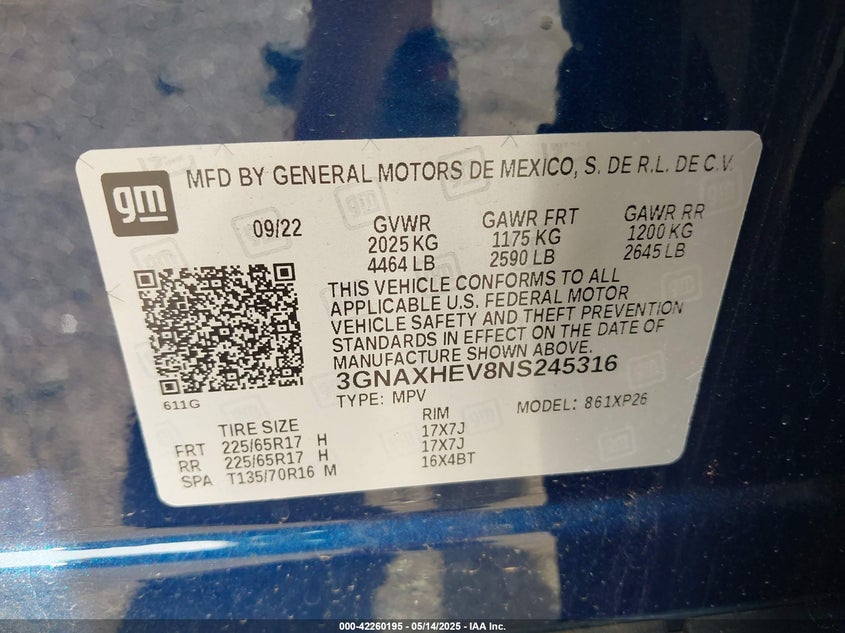 gm
MFD BY GENERAL MOTORS DE MEXICO, S. DE R.L. DE C.V.
09/22
GVWR
2025 KG
4464 LB
GAWR FRT
1175 KG
2590 LB
GAWR RR
1200 KG
2645 LB
THIS VEHICLE CONFORMS TO ALL
APPLICABLE U.S. FEDERAL MOTOR
VEHICLE SAFETY AND THEFT PREVENTION
STANDARDS IN EFFECT ON THE DATE OF
MANUFACTURE SHOWN ABOVE.
3GNAXHEV8NS245316
TYPE: MPV
MODEL: 861XP26
611G
TIRE SIZE
RIM
FRT 225/65R17 H 17X7J
RR 225/65R17 H 17X7J
SPA T135/70R16 M 16X4BT
000-42260195 - 05/14/2025 - IAA Inc.